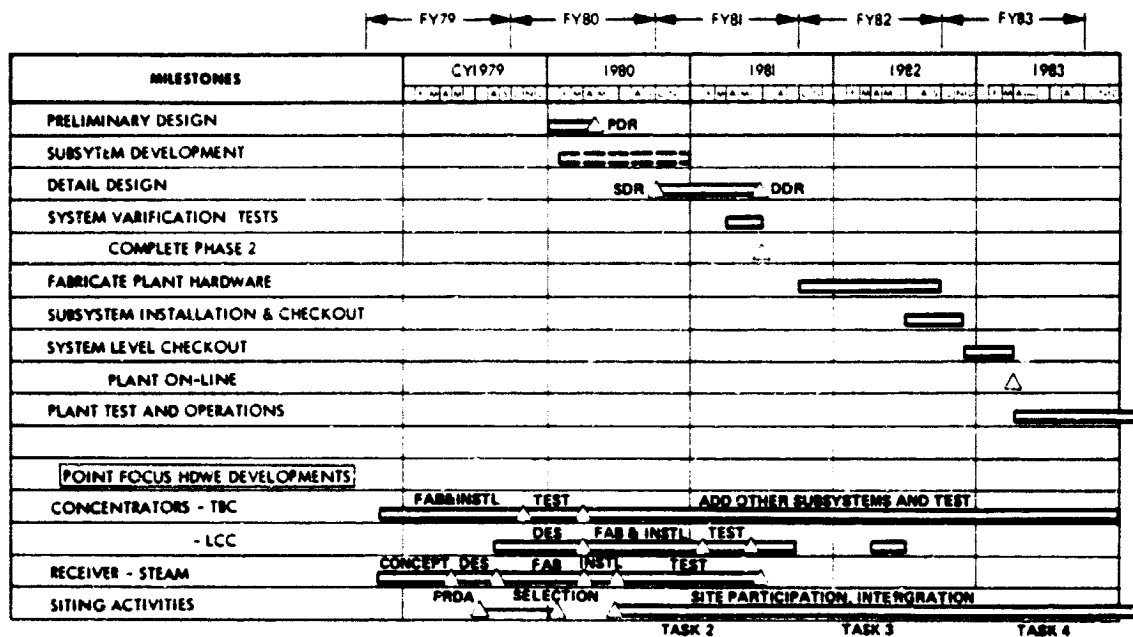 FY79 FY80 FY81 FY82 FY83
MILESTONES CY1979 1980 1981 1982 1983
PRELIMINARY DESIGN PDR
SUBSYTEM DEVELOPMENT
DETAIL DESIGN SDR DDR
SYSTEM VARIFICATION TESTS
COMPLETE PHASE 2
FABRICATE PLANT HARDWARE
SUBSYSTEM INSTALLATION & CHECKOUT
SYSTEM LEVEL CHECKOUT
PLANT ON-LINE
PLANT TEST AND OPERATIONS
POINT FOCUS HDWE DEVELOPMENTS
CONCENTRATORS - TBC FAB&INSTL TEST ADD OTHER SUBSYSTEMS AND TEST
- LCC DES FAB & INSTL TEST
RECEIVER - STEAM CONCEPT DES FAB INSTL TEST
SITING ACTIVITIES PRDA SELECTION SITE PARTICIPATION, INTERGRATION
TASK 2 TASK 3 TASK 4